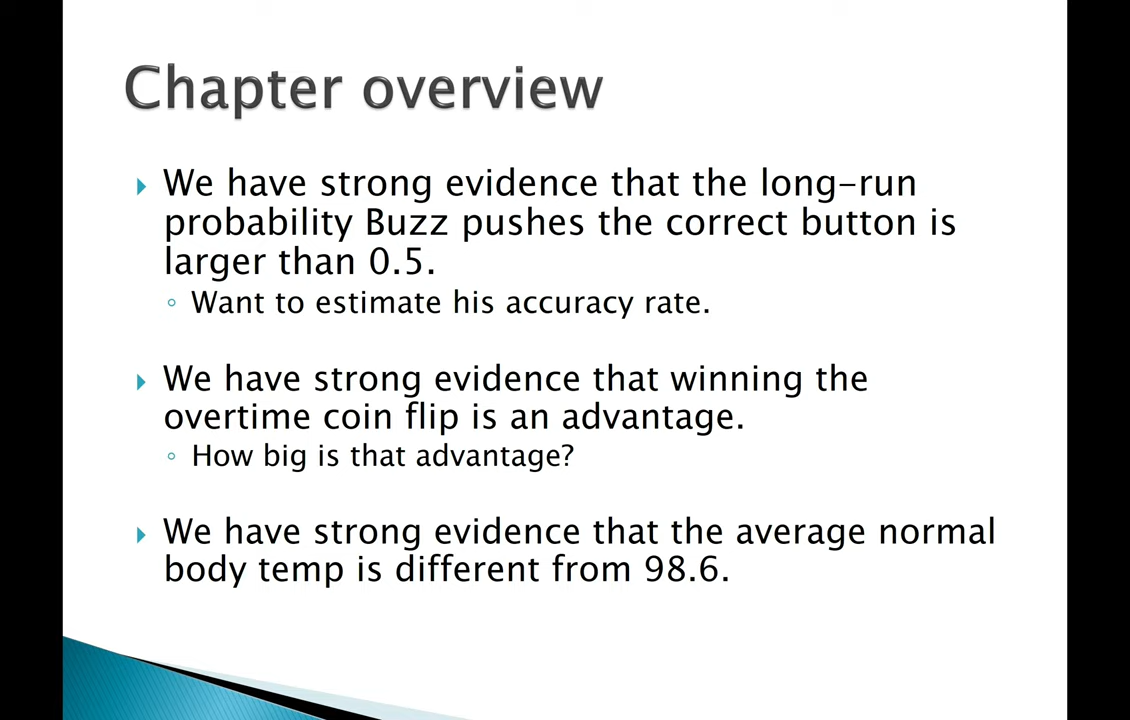 Chapter overview
We have strong evidence that the long-run
probability Buzz pushes the correct button is
larger than 0.5.
Want to estimate his accuracy rate.
We have strong evidence that winning the
overtime coin flip is an advantage.
How big is that advantage?
We have strong evidence that the average normal
body temp is different from 98.6.